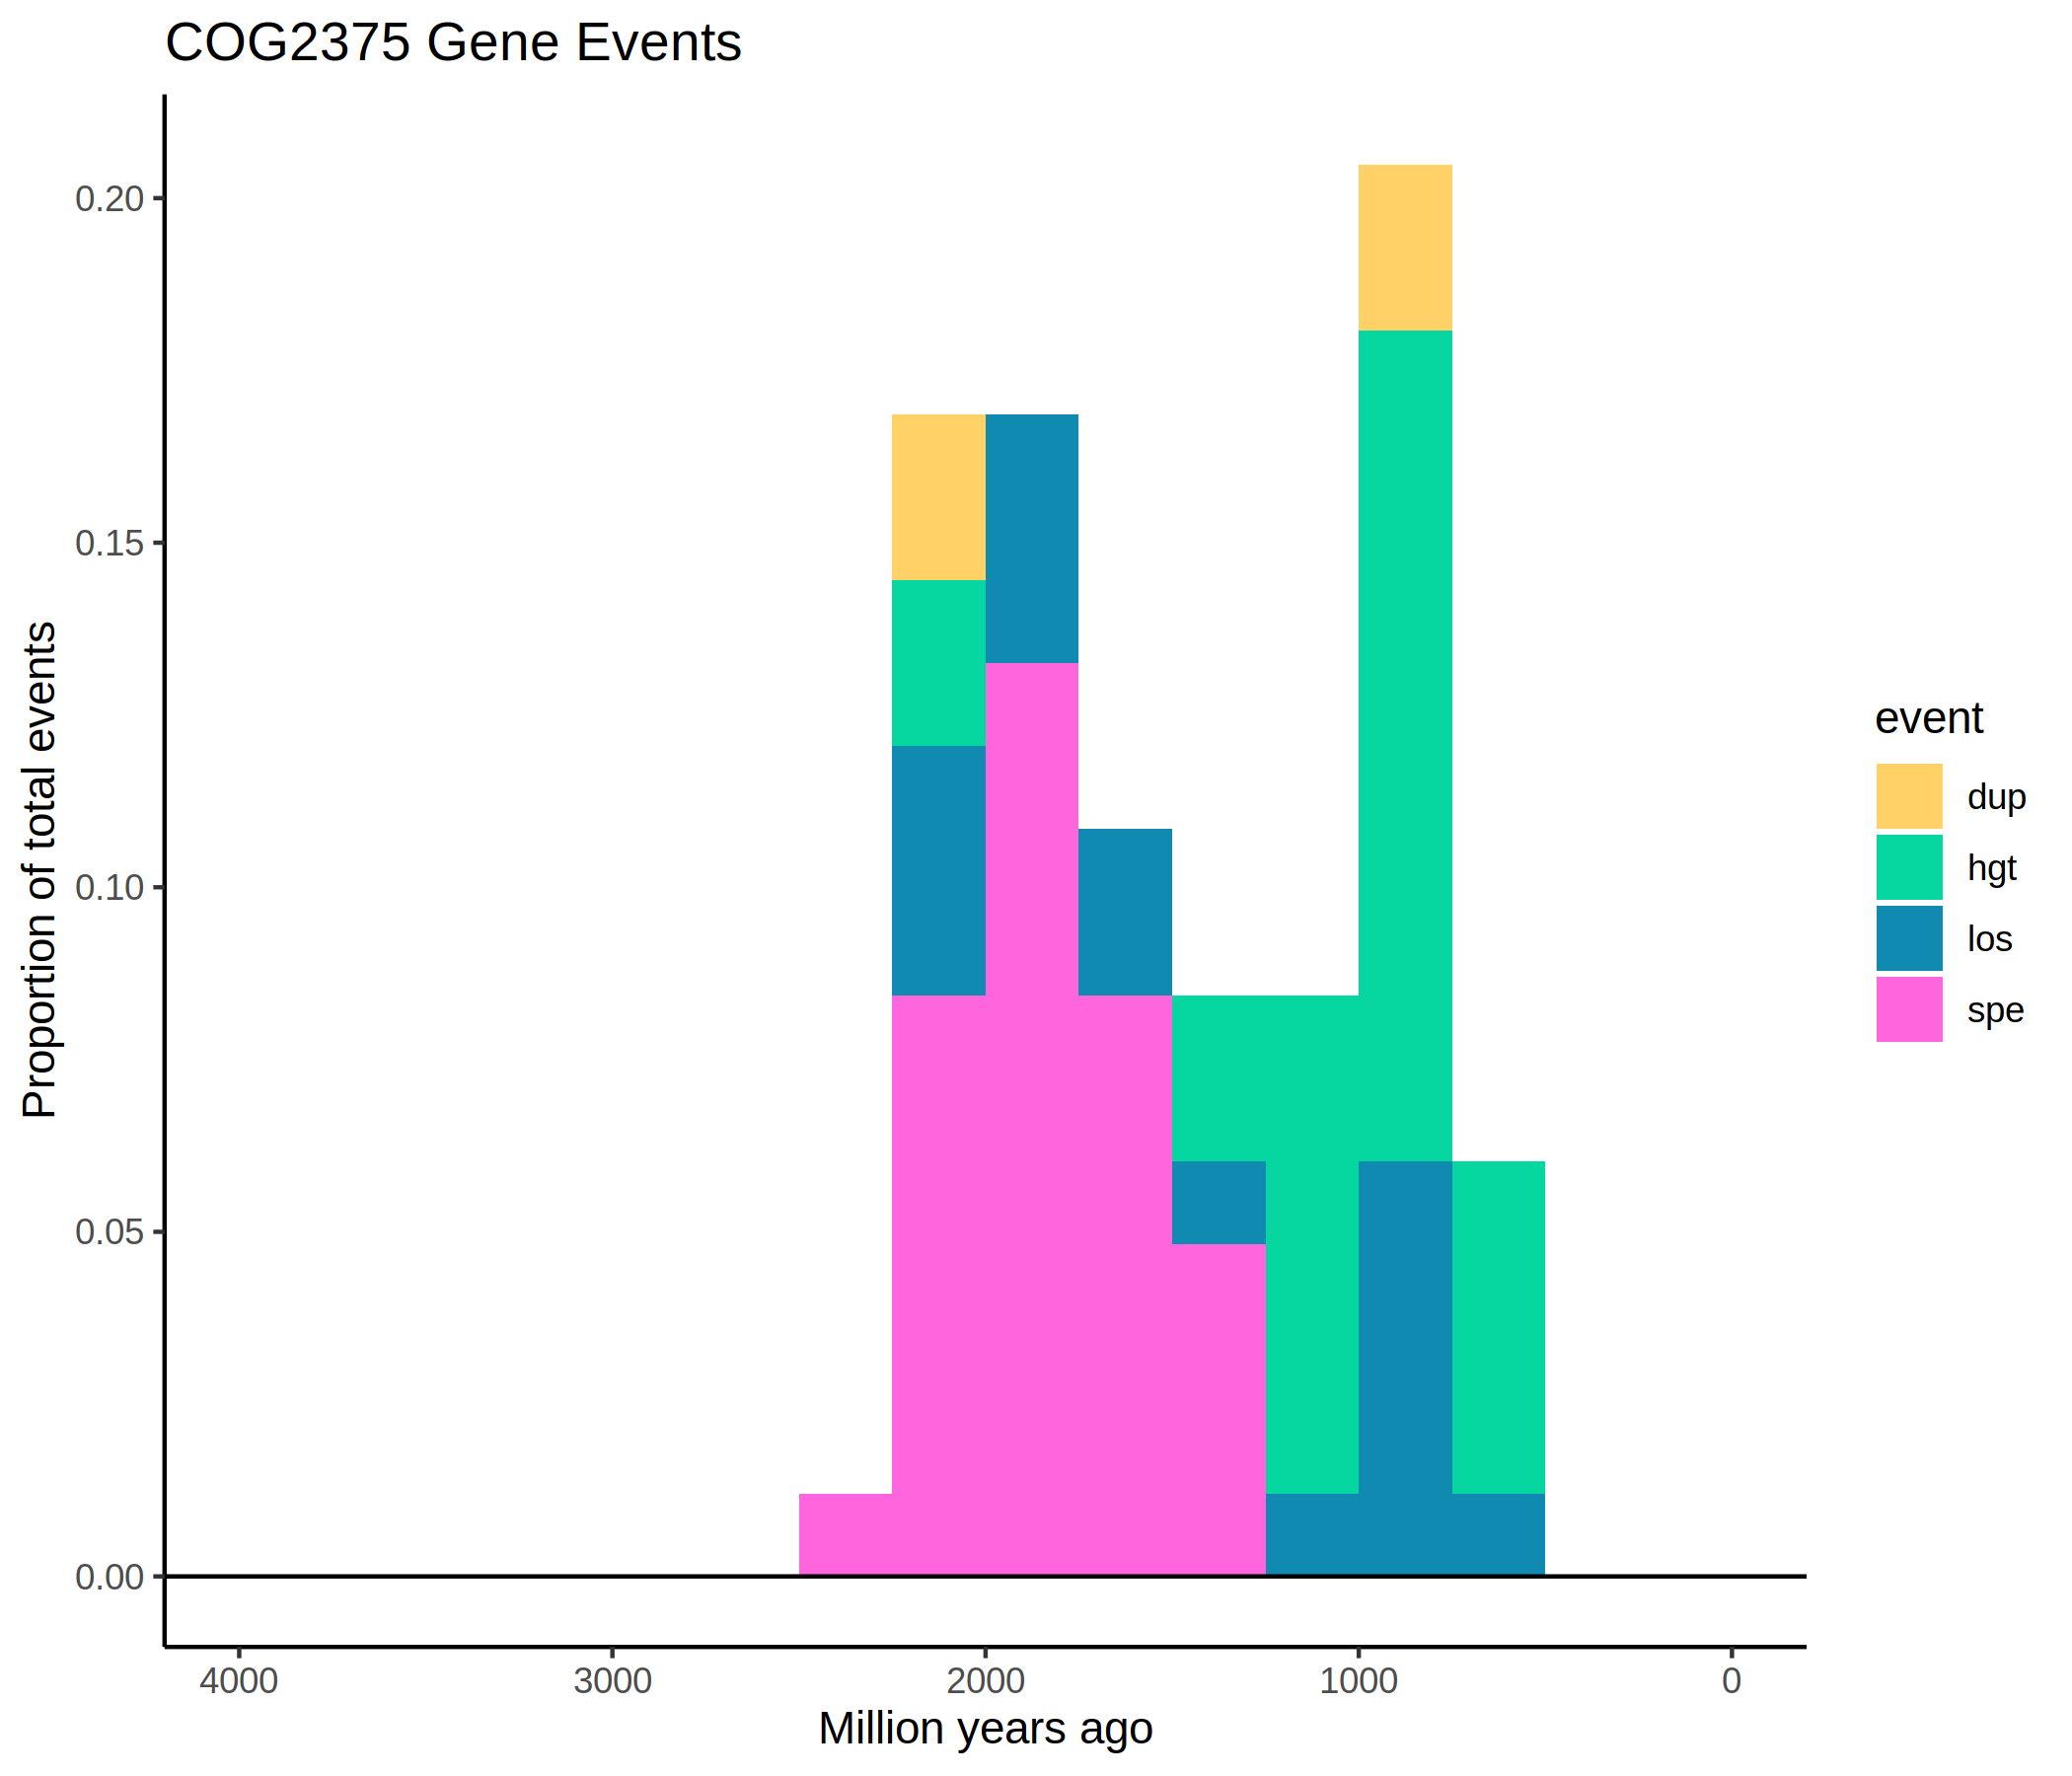 COG2375 Gene Events
Proportion of total events
0.20
0.15
0.10
0.05
0.00
4000 3000 2000 1000 0
Million years ago
event
dup
hgt
los
spe